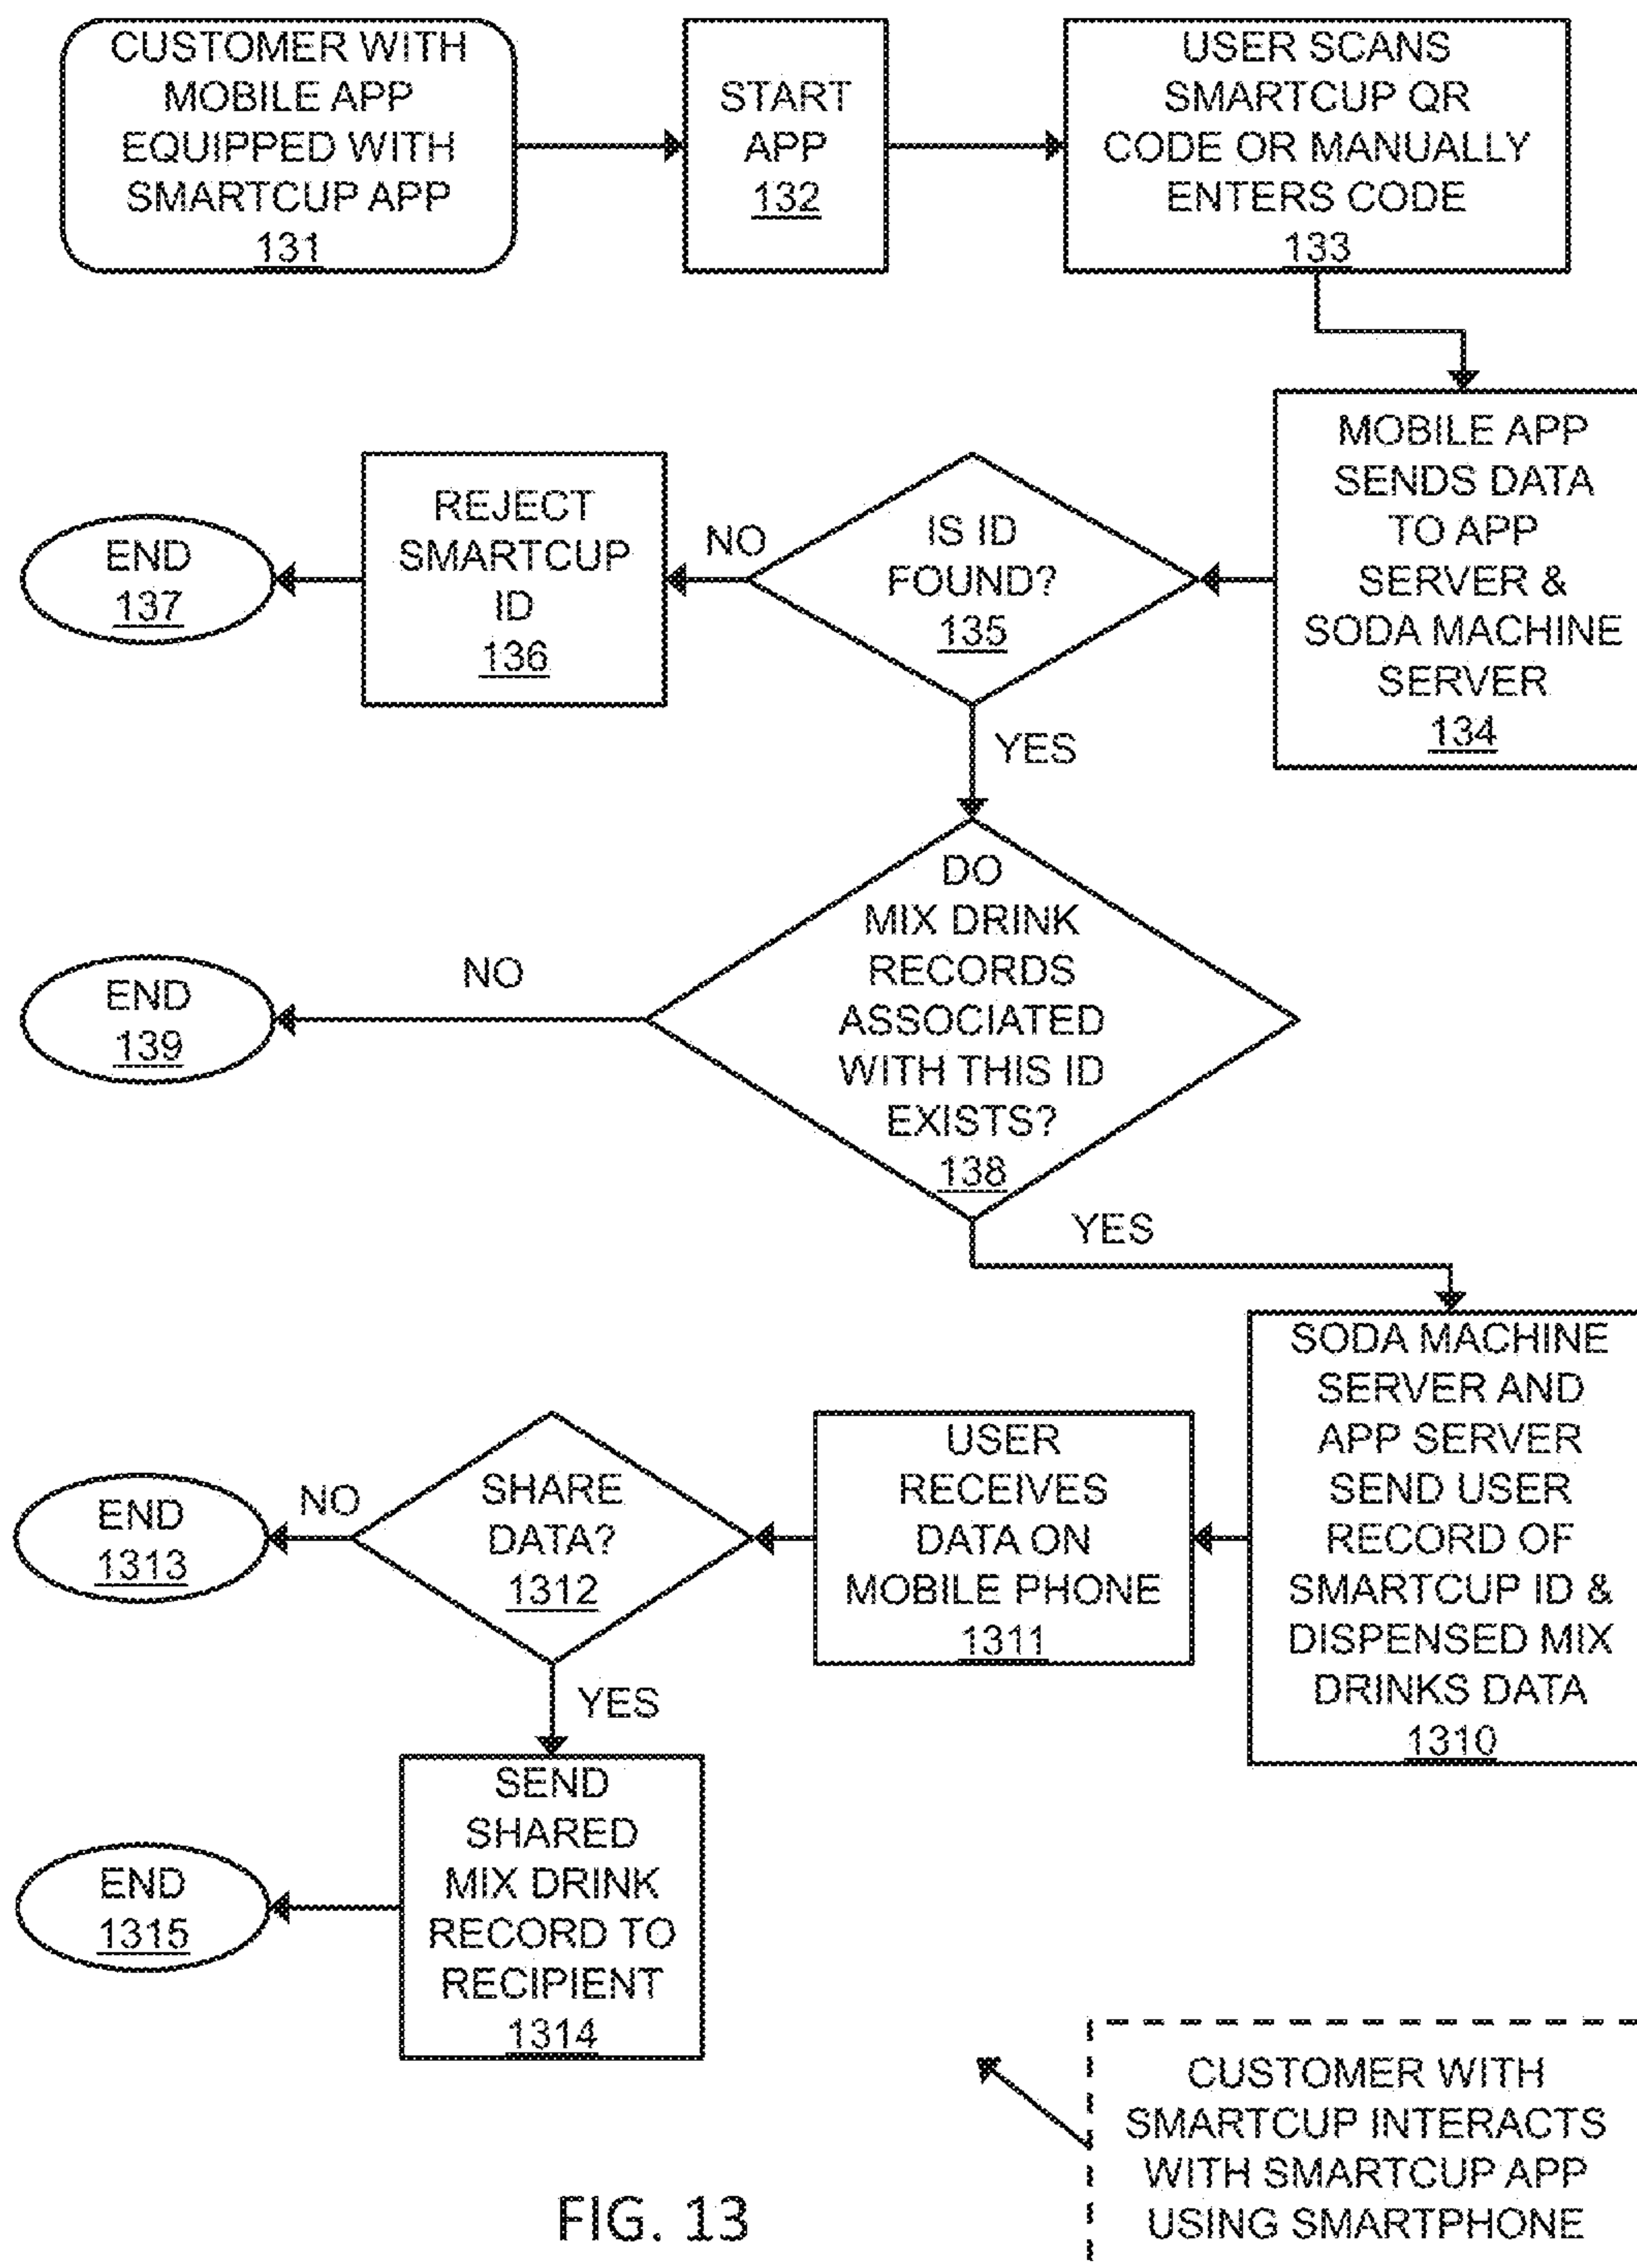 CUSTOMER WITH
MOBILE APP
EQUIPPED WITH
SMARTCUP APP
131
START
APP
132
USER SCANS
SMARTCUP QR
CODE OR MANUALLY
ENTERS CODE
133
MOBILE APP
SENDS DATA
TO APP
SERVER &
SODA MACHINE
SERVER
134
IS ID
FOUND?
135
NO
REJECT
SMARTCUP
ID
136
END
137
YES
DO
MIX DRINK
RECORDS
ASSOCIATED
WITH THIS ID
EXISTS?
138
NO
END
139
YES
SODA MACHINE
SERVER AND
APP SERVER
SEND USER
RECORD OF
SMARTCUP ID &
DISPENSED MIX
DRINKS DATA
1310
USER
RECEIVES
DATA ON
MOBILE PHONE
1311
SHARE
DATA?
1312
NO
END
1313
YES
SEND
SHARED
MIX DRINK
RECORD TO
RECIPIENT
1314
END
1315
CUSTOMER WITH
SMARTCUP INTERACTS
WITH SMARTCUP APP
USING SMARTPHONE
FIG. 13